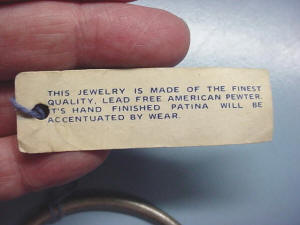 THIS JEWELRY IS MADE OF THE FINEST
QUALITY, LEAD FREE AMERICAN PEWTER.
IT'S HAND FINISHED PATINA WILL BE
ACCENTUATED BY WEAR.